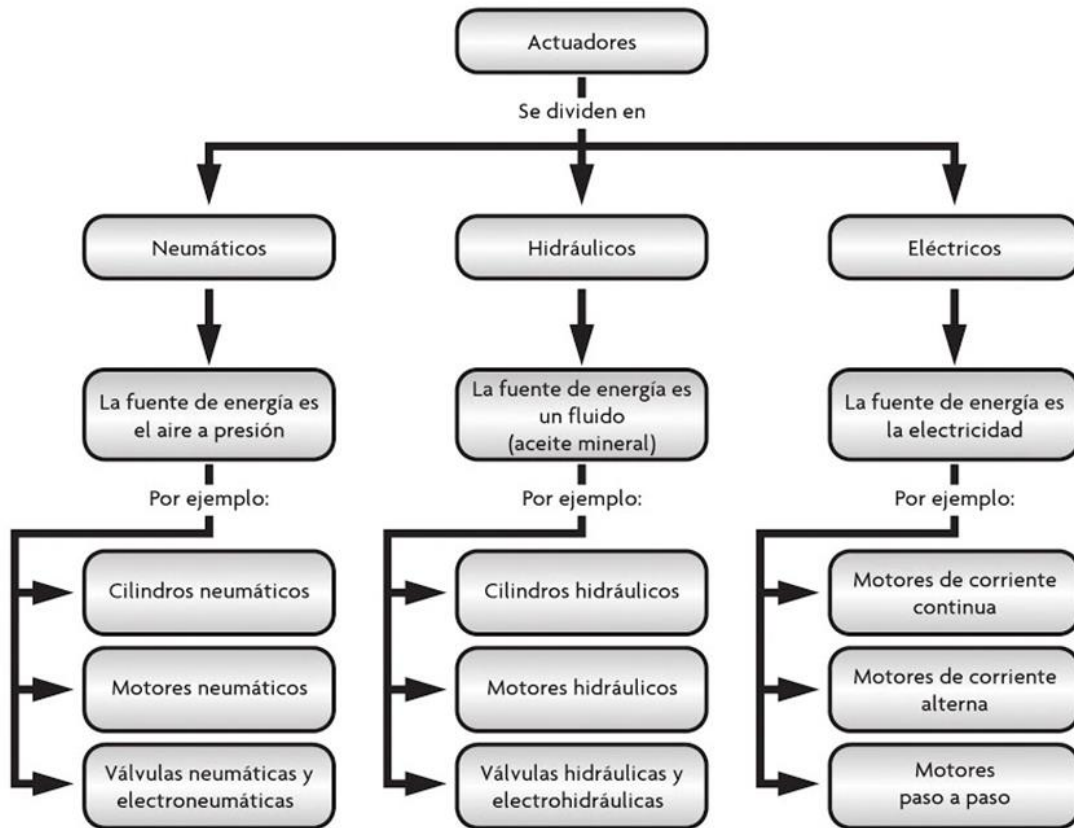 Actuadores
Se dividen en
Neumáticos
Hidráulicos
Eléctricos
La fuente de energía es
el aire a presión
La fuente de energía es
un fluido
(aceite mineral)
La fuente de energía es
la electricidad
Por ejemplo:
Por ejemplo:
Por ejemplo:
Cilindros neumáticos
Cilindros hidráulicos
Motores de corriente
continua
Motores neumáticos
Motores hidráulicos
Motores de corriente
alterna
Válvulas neumáticas y
electroneumáticas
Válvulas hidráulicas y
electrohidráulicas
Motores
paso a paso